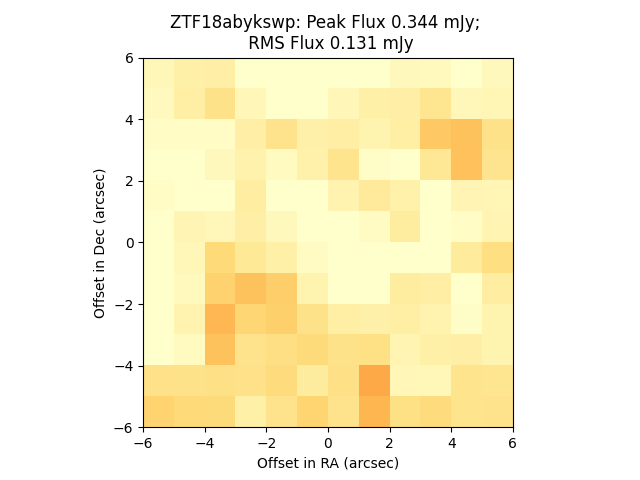 ZTF18abykswp: Peak Flux 0.344 mJy;
RMS Flux 0.131 mJy
6
4
2
0
−2
−4
−6
Offset in Dec (arcsec)
−6 −4 −2 0 2 4 6
Offset in RA (arcsec)